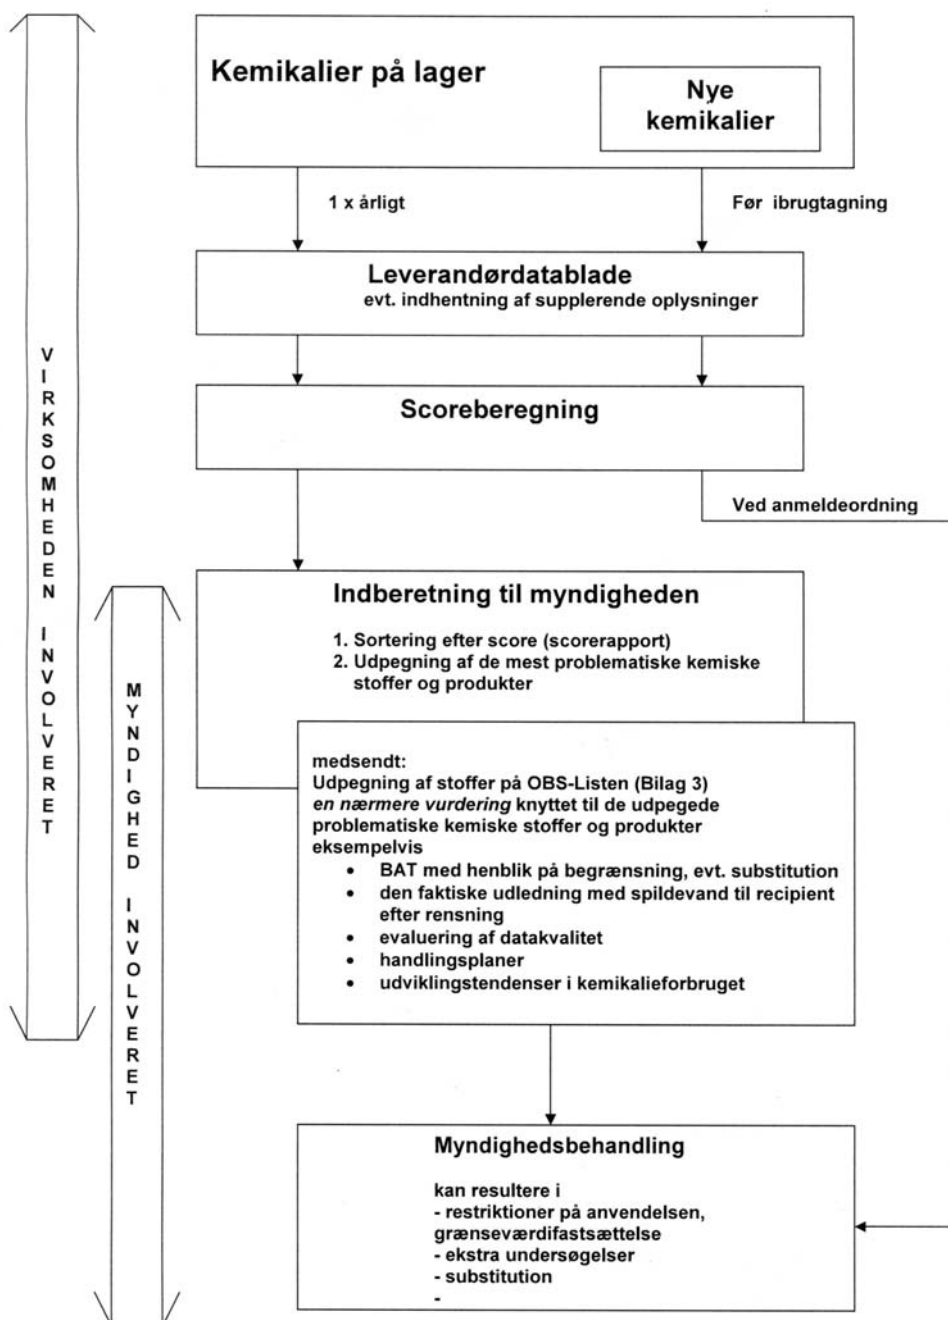 Kemikalier på lager
Nye
kemikalier
1 x årligt
Før ibrugtagning
Leverandørdatablade
evt. indhentning af supplerende oplysninger
Scoreberegning
Ved anmeldeordning
VIRKSOMHEDEN INVOLVERET
Indberetning til myndigheden
1. Sortering efter score (scorerapport)
2. Udpegning af de mest problematiske kemiske
stoffer og produkter
MYNDIGHED INVOLVERET
medsendt:
Udpegning af stoffer på OBS-Listen (Bilag 3)
en nærmere vurdering knyttet til de udpegede
problematiske kemiske stoffer og produkter
eksempelvis
• BAT med henblik på begrænsning, evt. substitution
• den faktiske udledning med spildevand til recipient
efter rensning
• evaluering af datakvalitet
• handlingsplaner
• udviklingstendenser i kemikalieforbruget
Myndighedsbehandling
kan resultere i
- restriktioner på anvendelsen,
grænseværdifastsættelse
- ekstra undersøgelser
- substitution
-